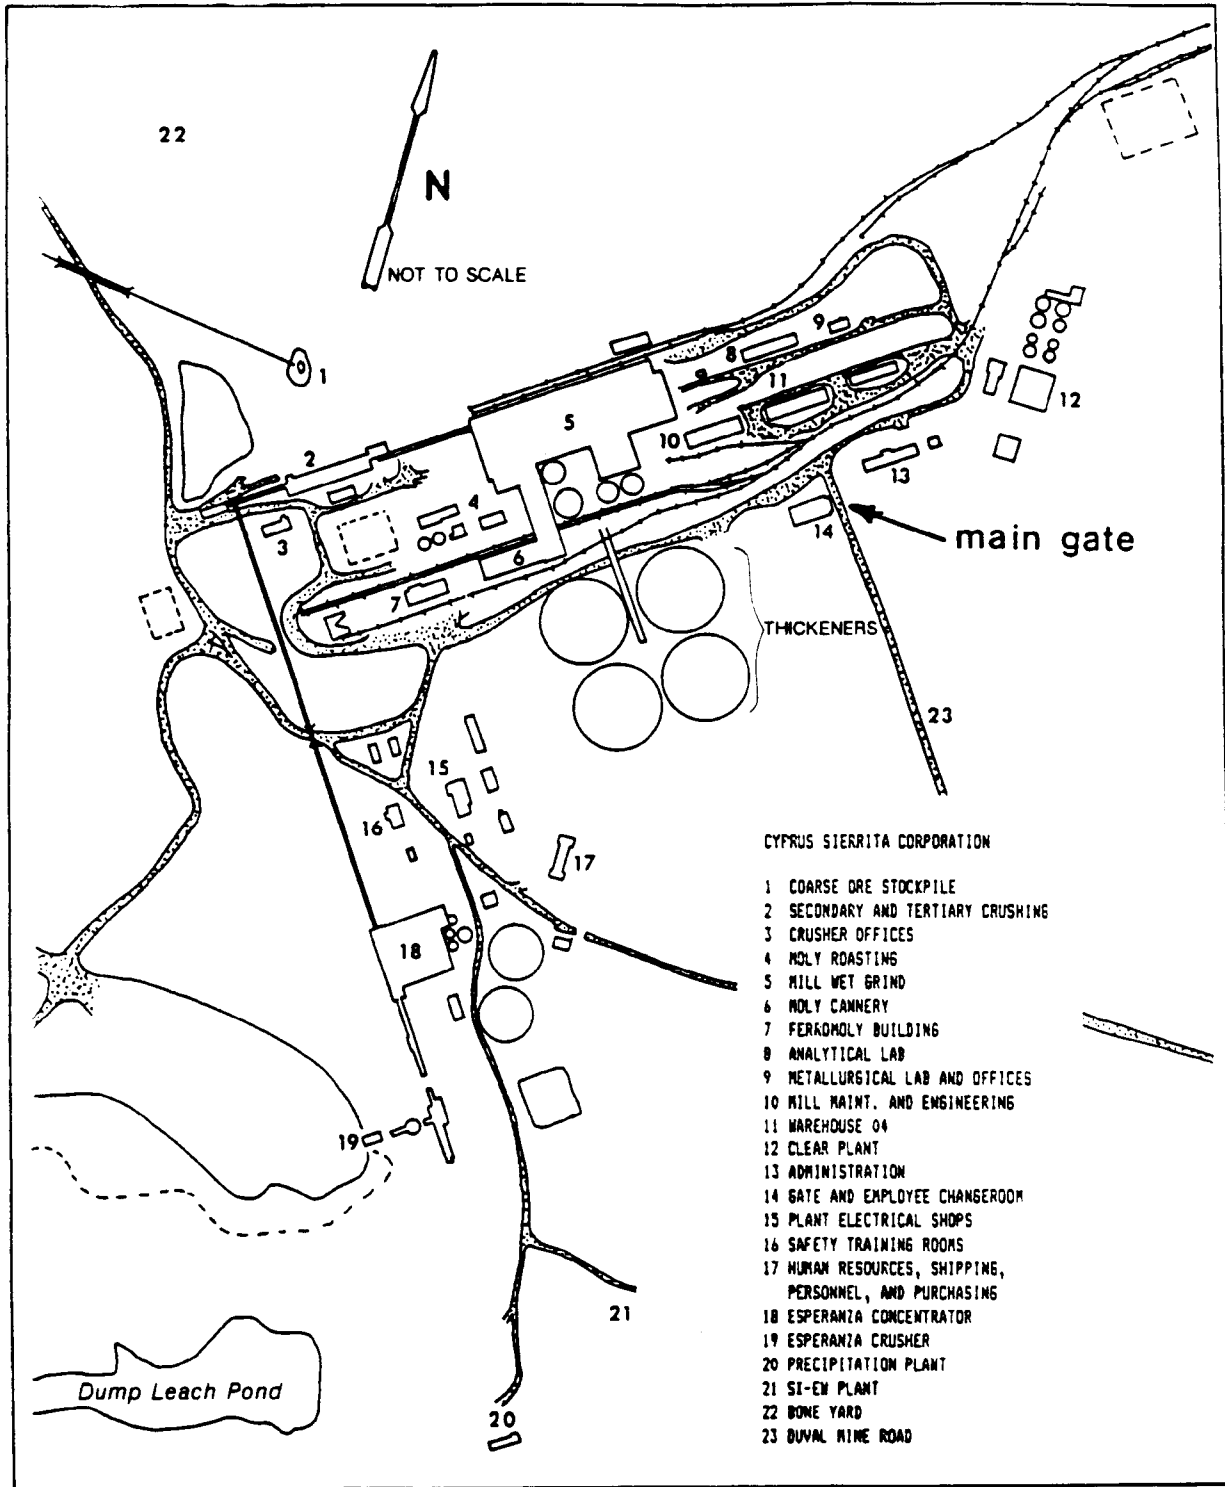 22
N
NOT TO SCALE
1
9
8
11
5
12
10
2
13
4
14
3
main gate
6
7
THICKENERS
23
15
16
17
CYPRUS SIERRITA CORPORATION
1 COARSE ORE STOCKPILE
2 SECONDARY AND TERTIARY CRUSHING
3 CRUSHER OFFICES
18
4 MOLY ROASTING
5 MILL WET GRIND
6 MOLY CANNERY
7 FERROMOLY BUILDING
8 ANALYTICAL LAB
9 METALLURGICAL LAB AND OFFICES
10 MILL MAINT. AND ENGINEERING
11 WAREHOUSE 04
19
12 CLEAR PLANT
13 ADMINISTRATION
14 GATE AND EMPLOYEE CHANGEROOM
15 PLANT ELECTRICAL SHOPS
16 SAFETY TRAINING ROOMS
17 HUMAN RESOURCES, SHIPPING,
PERSONNEL, AND PURCHASING
21
18 ESPERANZA CONCENTRATOR
19 ESPERANZA CRUSHER
20 PRECIPITATION PLANT
Dump Leach Pond
21 SI-EW PLANT
22 BONE YARD
20
23 DUVAL MINE ROAD